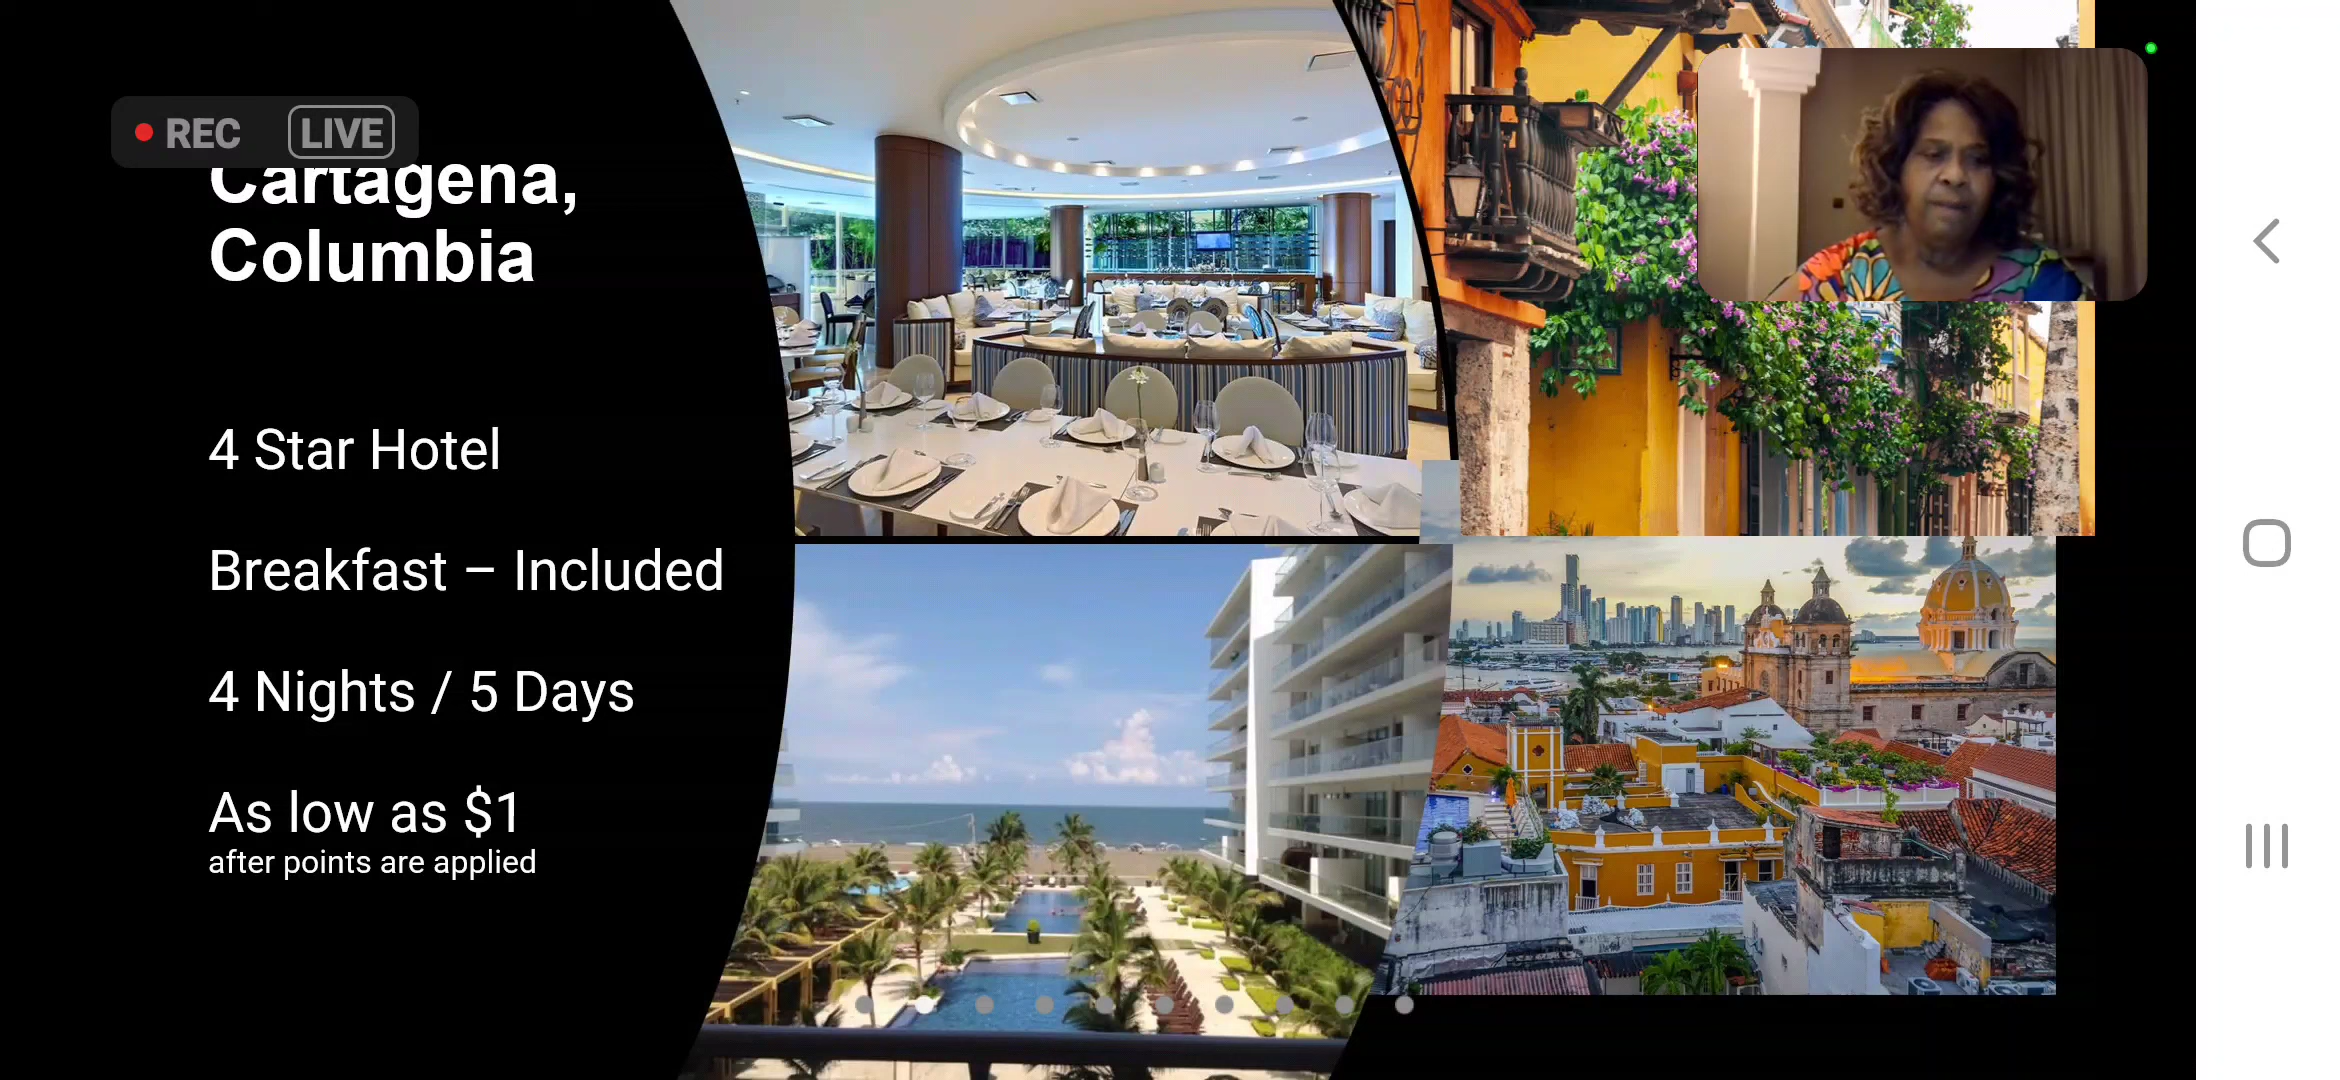 REC LIVE
Cartagena,
Columbia
4 Star Hotel
Breakfast – Included
4 Nights / 5 Days
As low as $1
after points are applied